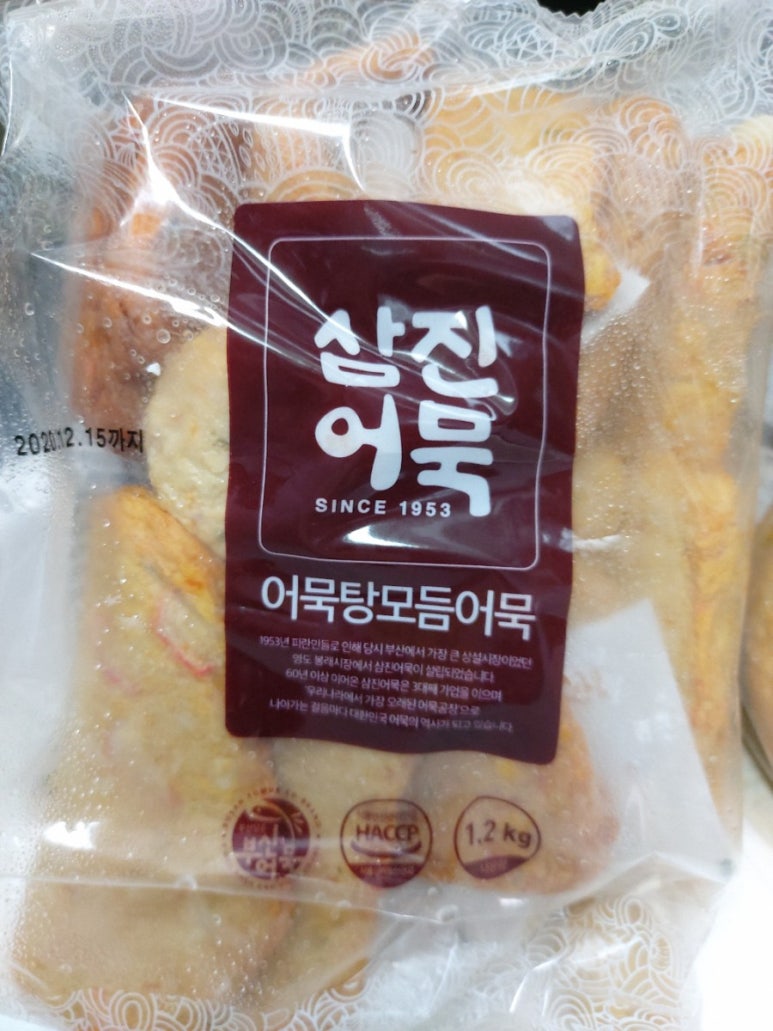 삼진
어묵
SINCE 1953
2020.12.15까지
어묵탕모듬어묵
1953년 피란민들로 인해 당시 부산에서 가장 큰 상설시장이었던
영도 봉래시장에서 삼진어묵이 설립되었습니다.
60년 이상 이어온 삼진어묵은 3대째 가업을 이으며
'우리나라에서 가장 오래된 어묵공장'으로
나아가는 걸음마다 대한민국 어묵의 역사가 되고 있습니다.
부산
어묵
HACCP
1.2 kg